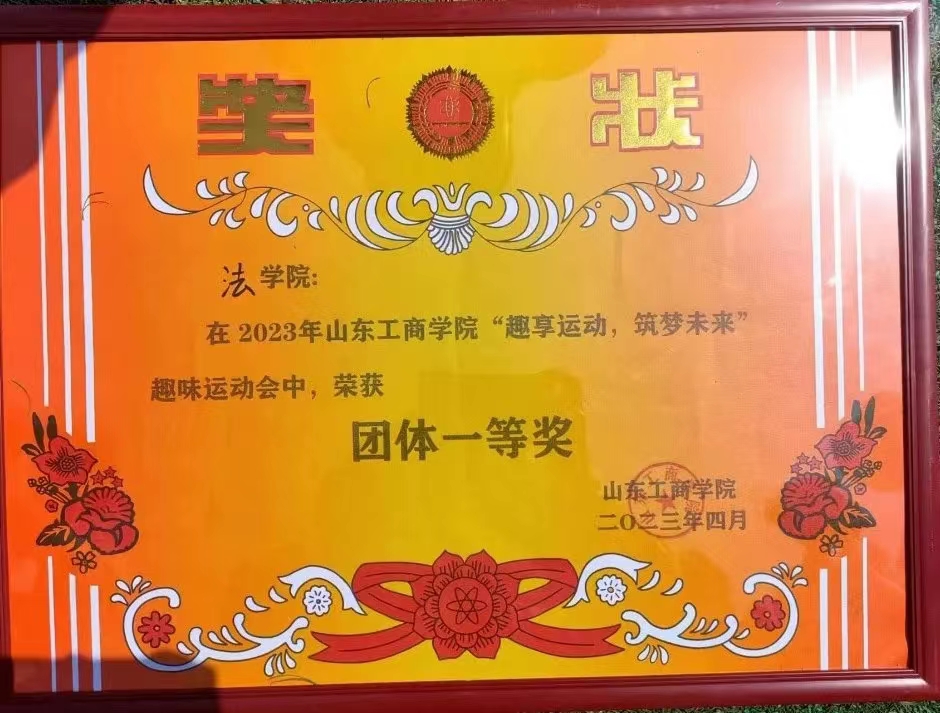 奖 状
法学院:
在2023年山东工商学院“趣享运动,筑梦未来”
趣味运动会中,荣获
团体一等奖
山东工商学院
二〇二三年四月